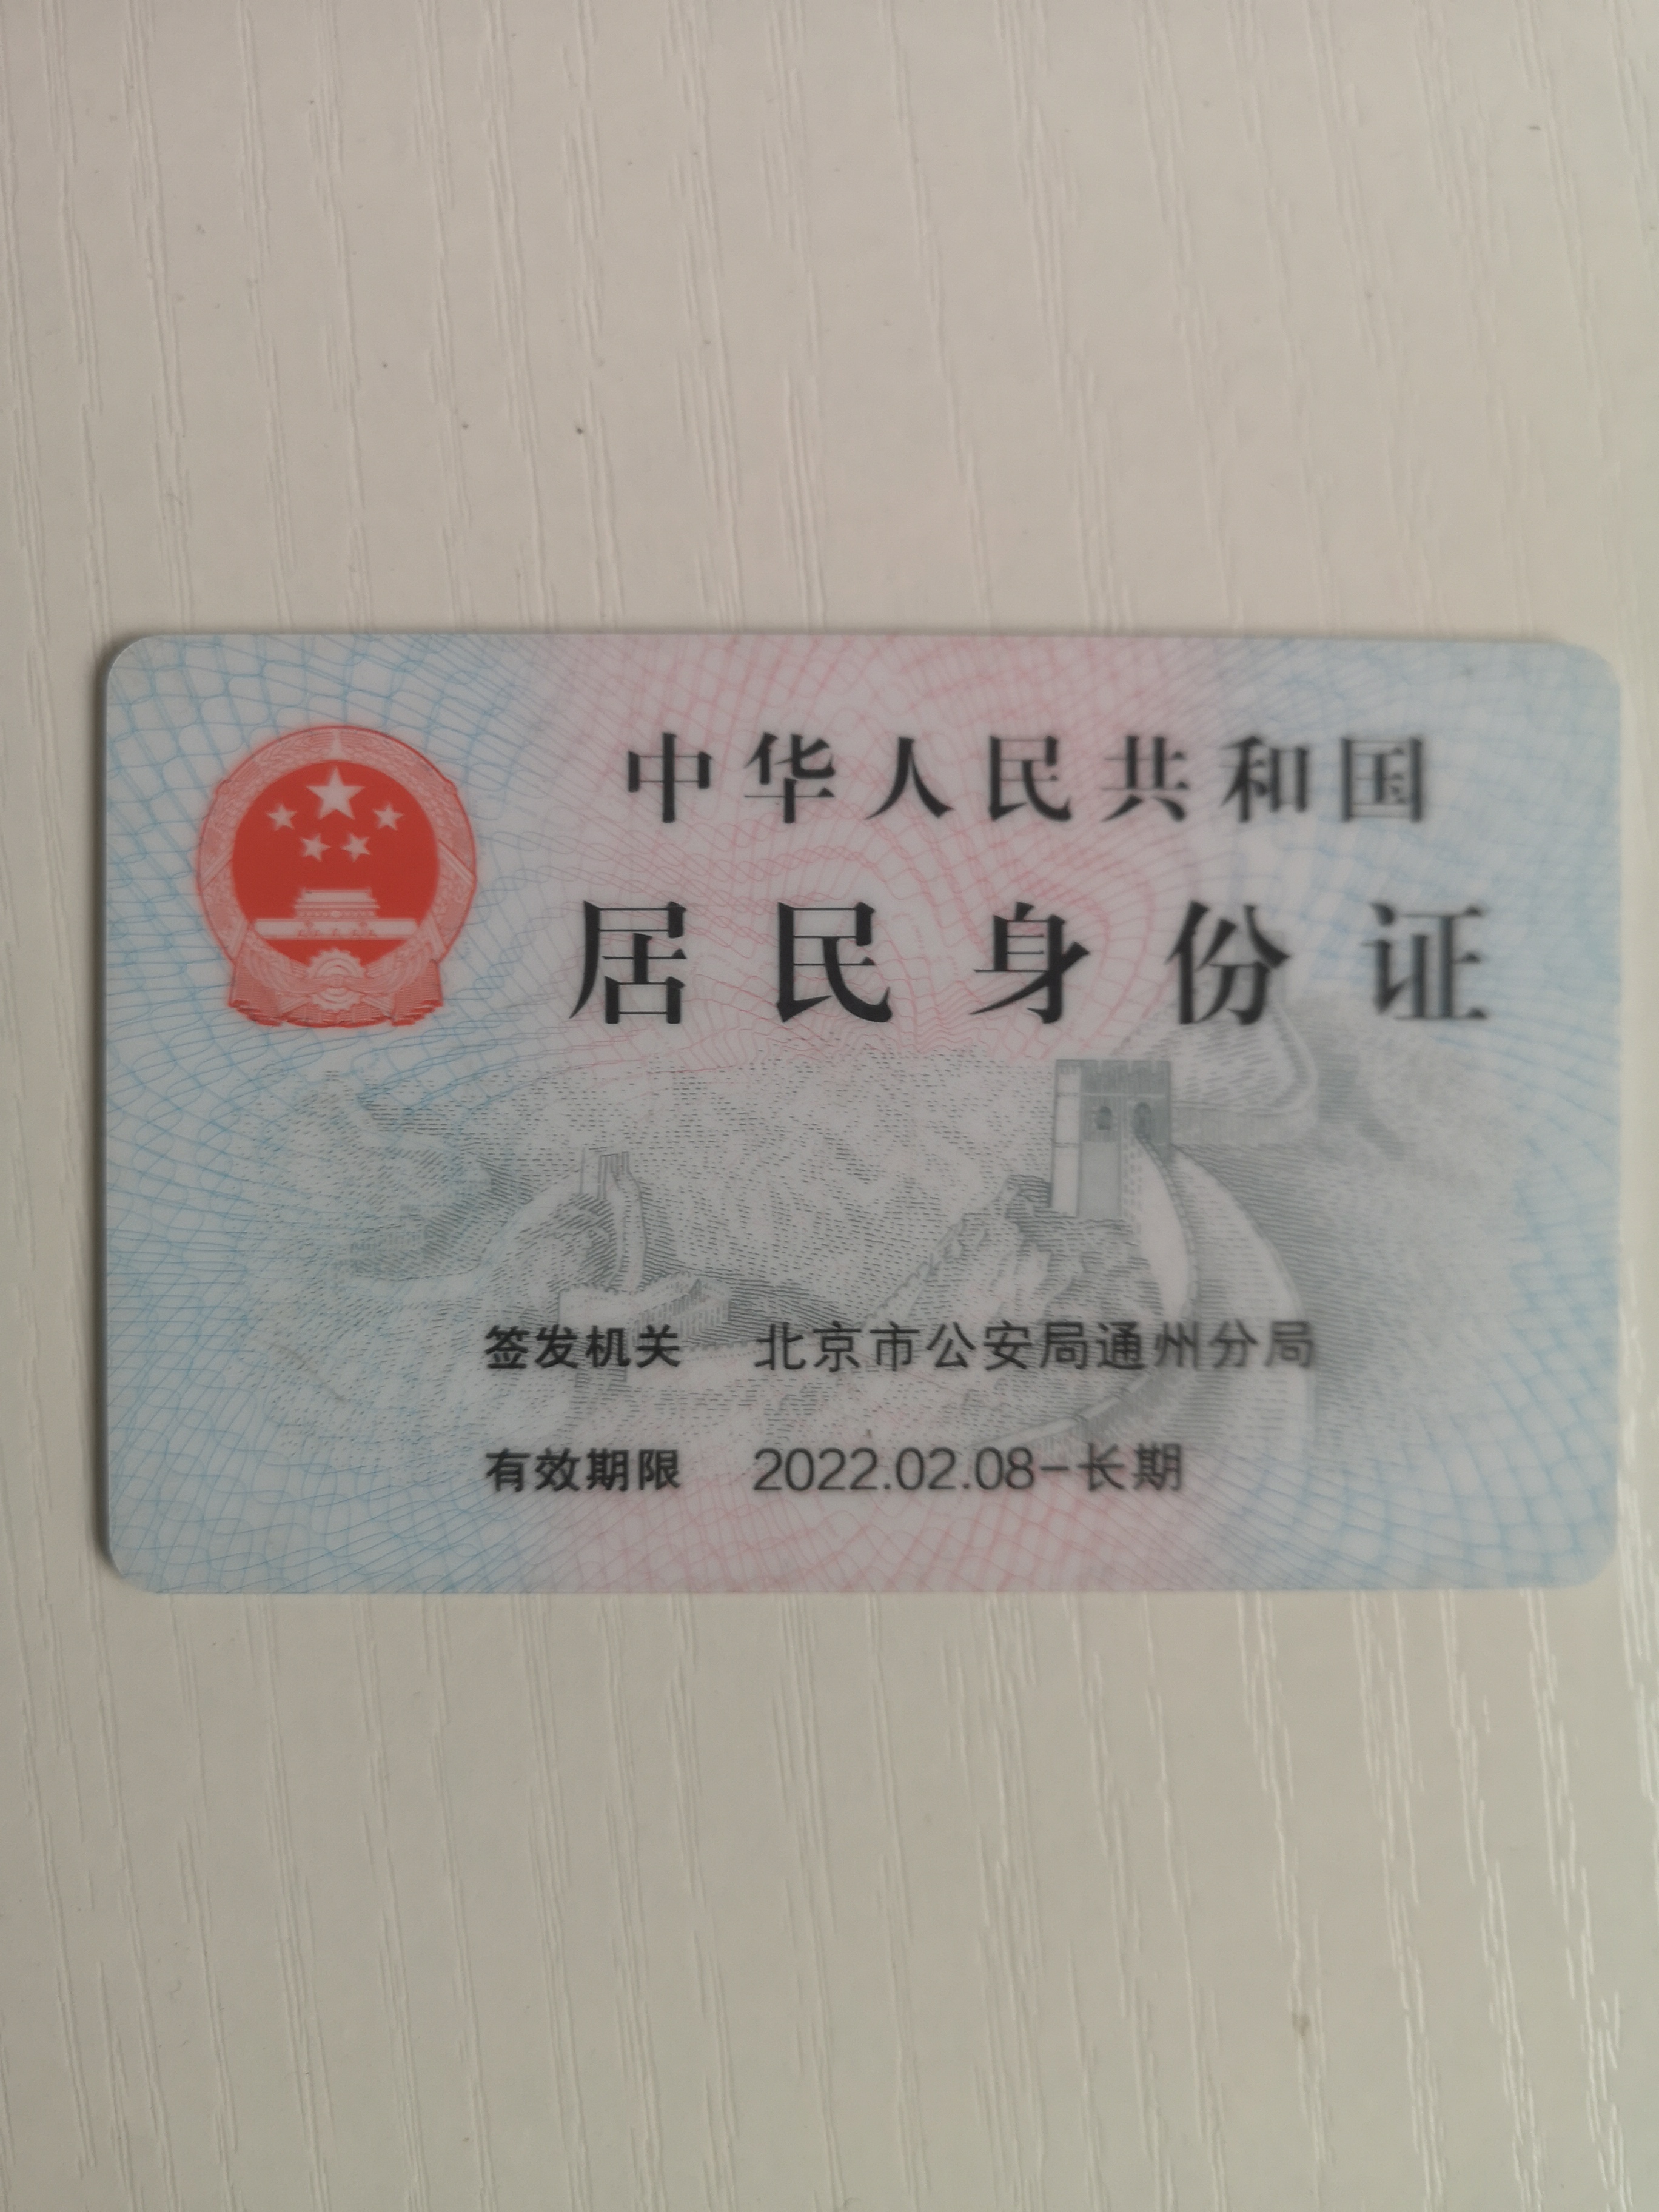 中华人民共和国
居民身份证
签发机关 北京市公安局通州分局
有效期限 2022.02.08-长期